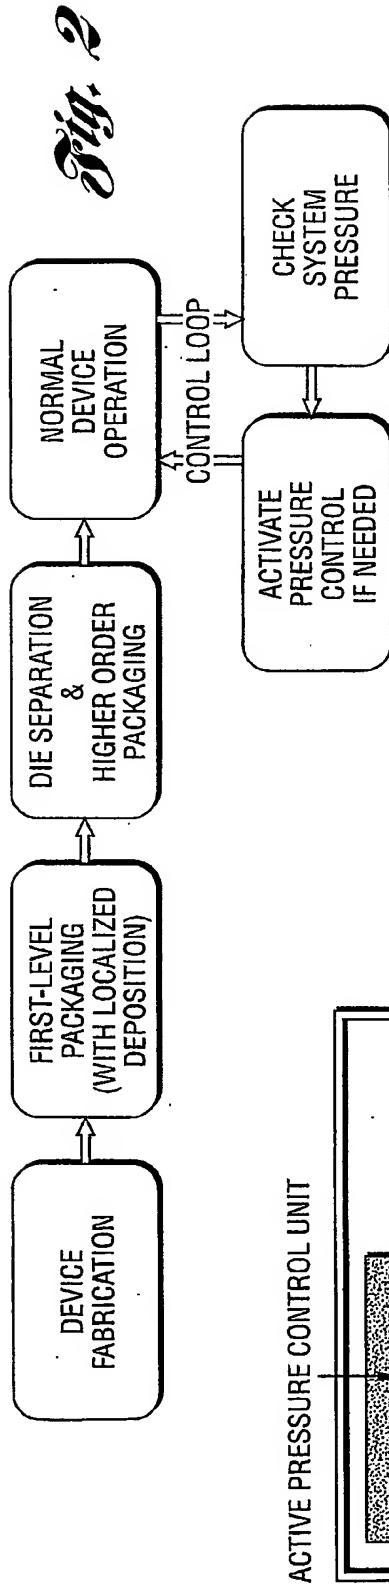 Fig. 2
DEVICE
FABRICATION
FIRST-LEVEL
PACKAGING
(WITH LOCALIZED
DEPOSITION)
DIE SEPARATION
&
HIGHER ORDER
PACKAGING
NORMAL
DEVICE
OPERATION
CONTROL LOOP
ACTIVATE
PRESSURE
CONTROL
IF NEEDED
CHECK
SYSTEM
PRESSURE
ACTIVE PRESSURE CONTROL UNIT